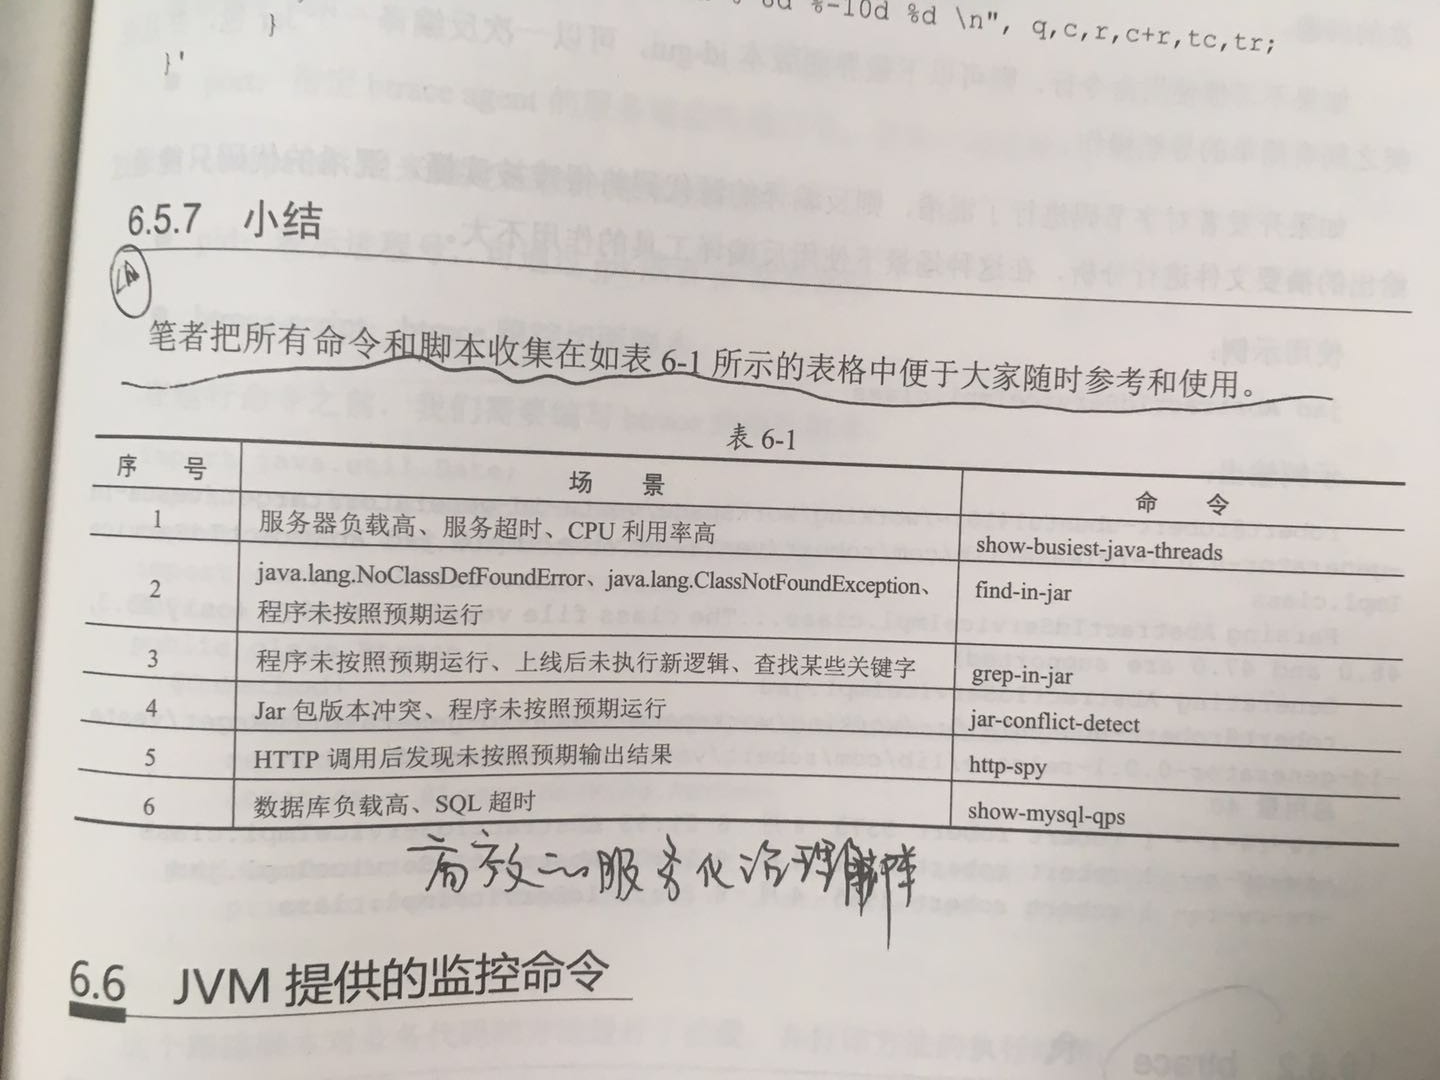 }
%-10d %d \n", q,c,r,c+r,tc,tr;
}'
6.5.7 小结
笔者把所有命令和脚本收集在如表 6-1 所示的表格中便于大家随时参考和使用。
表 6-1
序 号 场 景 命 令
1 服务器负载高、服务超时、CPU 利用率高 show-busiest-java-threads
2 java.lang.NoClassDefFoundError、java.lang.ClassNotFoundException、 find-in-jar
程序未按照预期运行
3 程序未按照预期运行、上线后未执行新逻辑、查找某些关键字 grep-in-jar
4 Jar 包版本冲突、程序未按照预期运行 jar-conflict-detect
5 HTTP 调用后发现未按照预期输出结果 http-spy
6 数据库负载高、SQL 超时 show-mysql-qps
高效的服务化治理
6.6 JVM 提供的监控命令